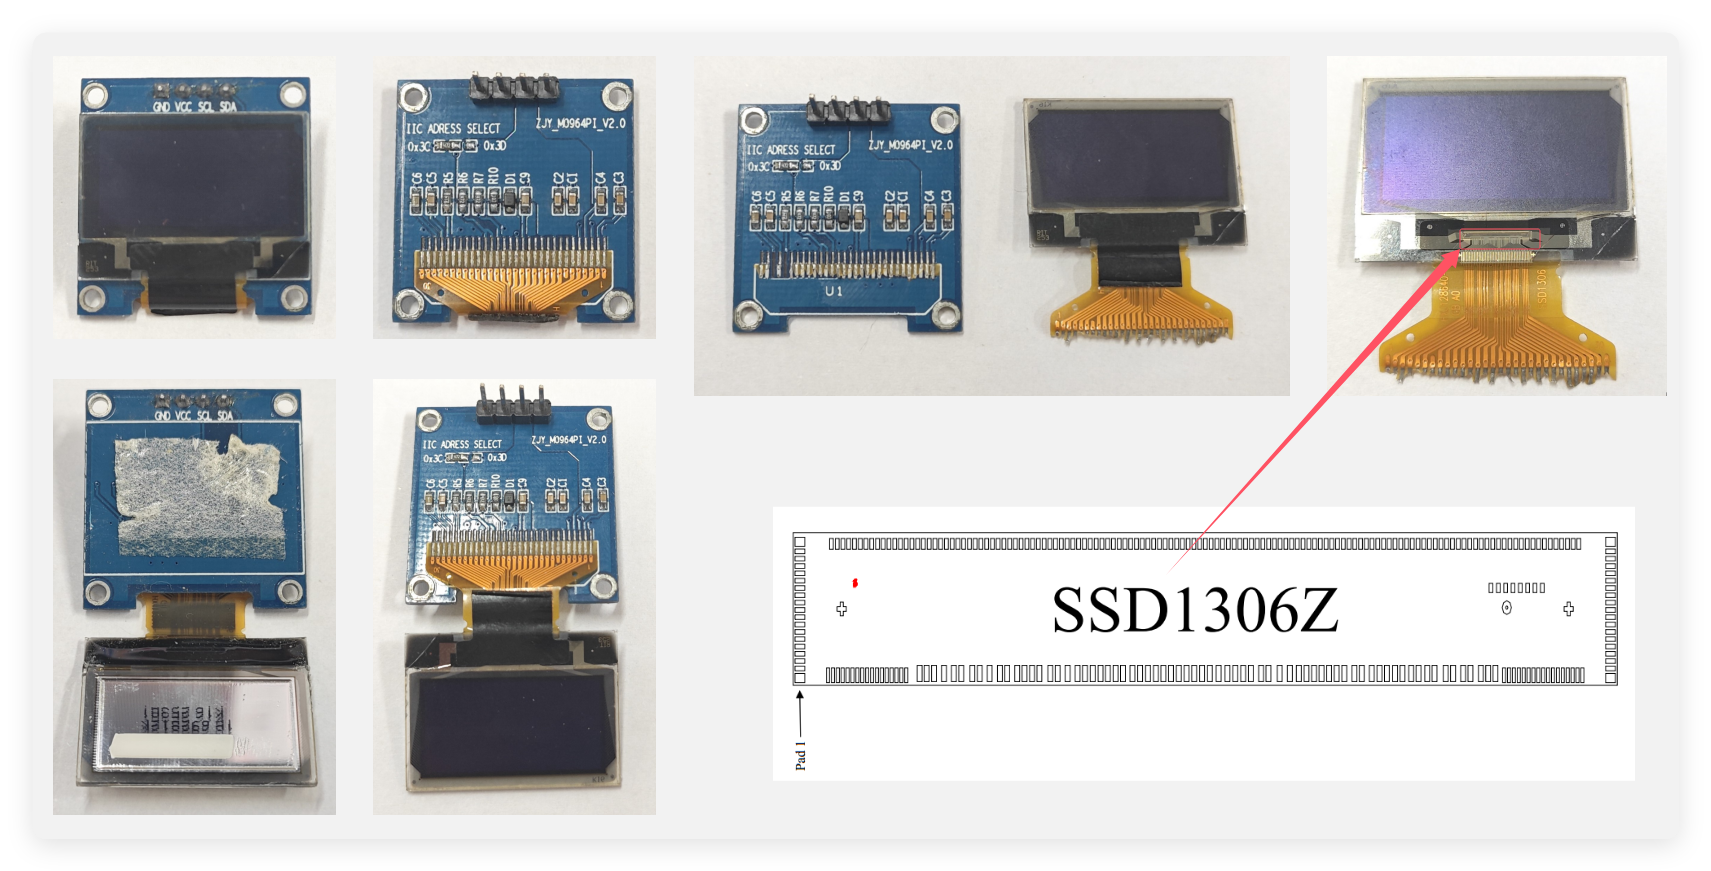 GND VCC SCL SDA
IIC ADRESS SELECT
0x3C 0x3D
ZJY_M0964PI_V2.0
C6 C5 R5 R6 R7 R10 D1 C9 C2 C1 C4 C3
30 1
IIC ADRESS SELECT
0x3C 0x3D
ZJY_M0964PI_V2.0
C6 C5 R5 R6 R7 R10 D1 C9 C2 C1 C4 C3
U1
GND VCC SCL SDA
IIC ADRESS SELECT
0x3C 0x3D
ZJY_M0964PI_V2.0
C6 C5 R5 R6 R7 R10 D1 C9 C2 C1 C4 C3
SSD1306Z
Pad 1